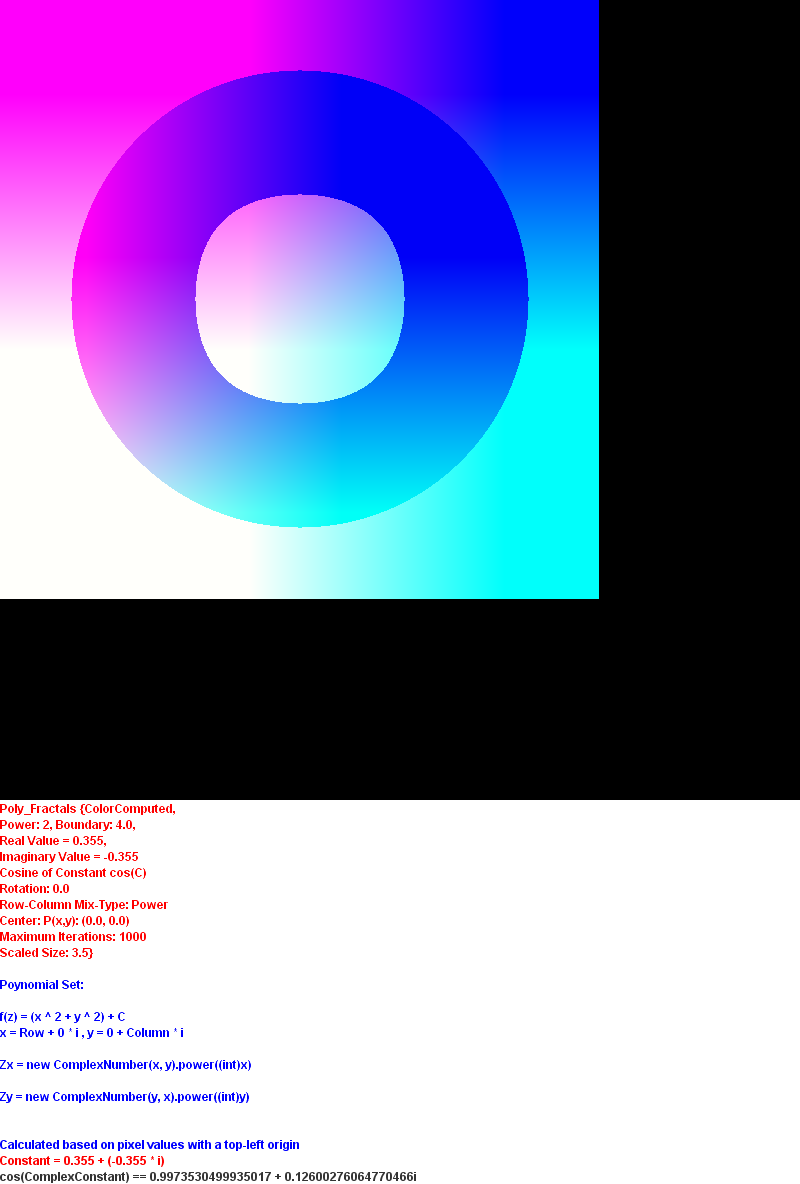 Poly_Fractals {ColorComputed,
Power: 2, Boundary: 4.0,
Real Value = 0.355,
Imaginary Value = -0.355
Cosine of Constant cos(C)
Rotation: 0.0
Row-Column Mix-Type: Power
Center: P(x,y): (0.0, 0.0)
Maximum Iterations: 1000
Scaled Size: 3.5}
Poynomial Set:
f(z) = (x ^ 2 + y ^ 2) + C
x = Row + 0 * i , y = 0 + Column * i
Zx = new ComplexNumber(x, y).power((int)x)
Zy = new ComplexNumber(y, x).power((int)y)
Calculated based on pixel values with a top-left origin
Constant = 0.355 + (-0.355 * i)
cos(ComplexConstant) == 0.9973530499935017 + 0.12600276064770466i